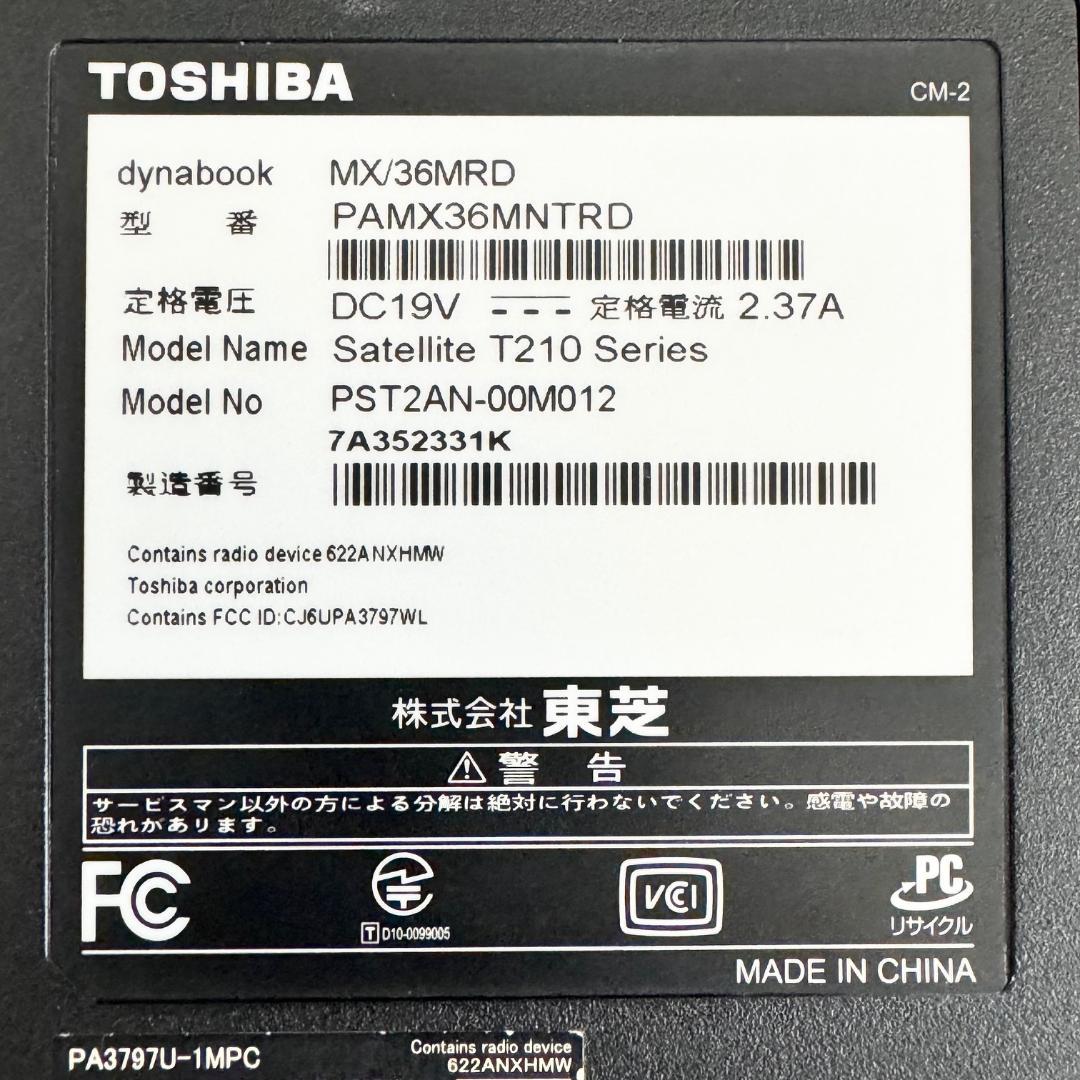 TOSHIBA
CM-2
dynabook MX/36MRD
型 番 PAMX36MNTRD
定格電圧 DC19V 定格電流 2.37A
Model Name Satellite T210 Series
Model No PST2AN-00M012
7A352331K
製造番号
Contains radio device 622ANXHMW
Toshiba corporation
Contains FCC ID:CJ6UPA3797WL
株式会社 東芝
⚠ 警 告
サービスマン以外の方による分解は絶対に行わないでください。感電や故障の
恐れがあります。
FC
T D10-0099005
VCI
PC
リサイクル
MADE IN CHINA
PA3797U-1MPC
Contains radio device
622ANXHMW